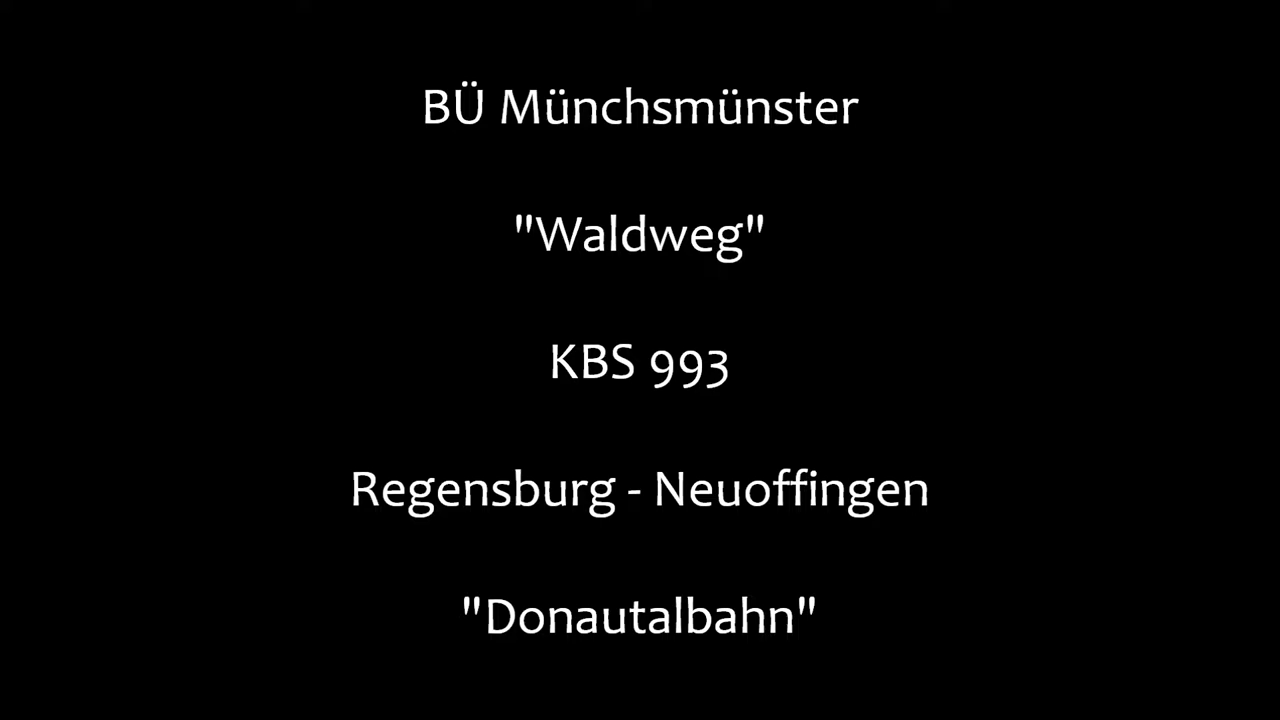 BÜ Münchsmünster
"Waldweg"
KBS 993
Regensburg - Neuoffingen
"Donautalbahn"